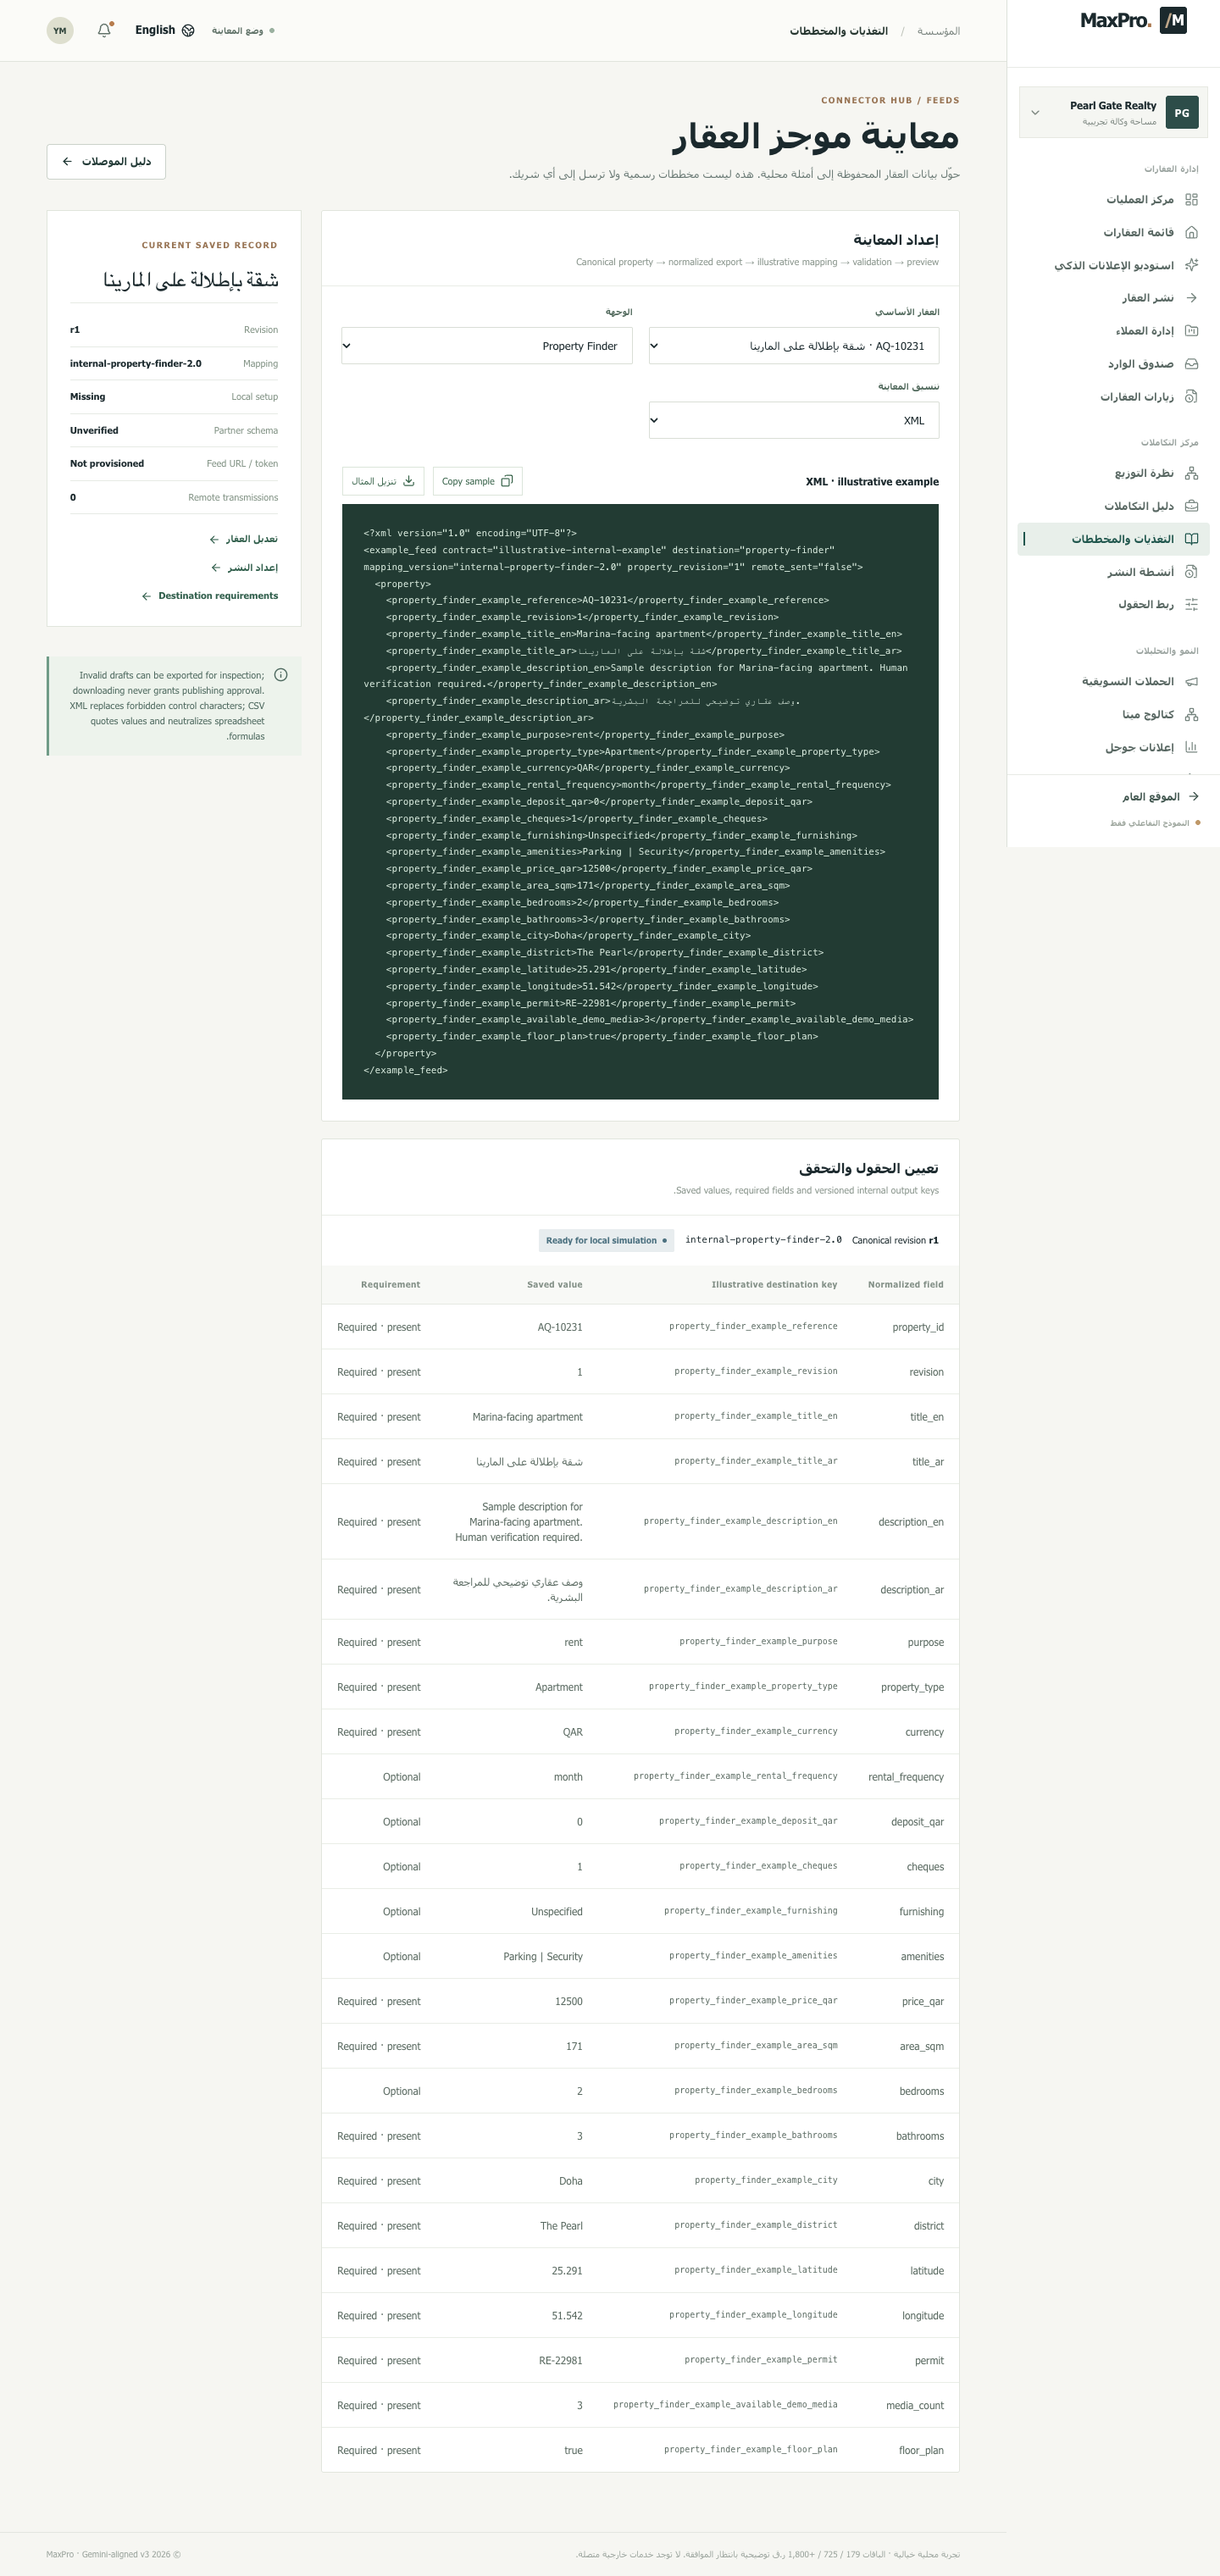 MaxPro.
/M
PG
Pearl Gate Realty
مساحة وكالة تجريبية
إدارة العقارات
مركز العمليات
قائمة العقارات
استوديو الإعلانات الذكي
نشر العقار
إدارة العملاء
صندوق الوارد
زيارات العقارات
مركز التكاملات
نظرة التوزيع
دليل التكاملات
التغذيات والمخططات
أنشطة النشر
ربط الحقول
النمو والتحليلات
الحملات التسويقية
كتالوج ميتا
إعلانات جوجل
الموقع العام
النموذج التفاعلي فقط
المؤسسة / التغذيات والمخططات
وضع المعاينة
English
YM
CONNECTOR HUB / FEEDS
معاينة موجز العقار
حوّل بيانات العقار المحفوظة إلى أمثلة محلية. هذه ليست مخططات رسمية ولا ترسل إلى أي شريك.
دليل الموصلات
إعداد المعاينة
Canonical property → normalized export → illustrative mapping → validation → preview
العقار الأساسي
AQ-10231 · شقة بإطلالة على المارينا
الوجهة
Property Finder
تنسيق المعاينة
XML
XML · illustrative example
Copy sample
تنزيل المثال
<?xml version="1.0" encoding="UTF-8"?>
<example_feed contract="illustrative-internal-example" destination="property-finder"
mapping_version="internal-property-finder-2.0" property_revision="1" remote_sent="false">
<property>
<property_finder_example_reference>AQ-10231</property_finder_example_reference>
<property_finder_example_revision>1</property_finder_example_revision>
<property_finder_example_title_en>Marina-facing apartment</property_finder_example_title_en>
<property_finder_example_title_ar>شقة بإطلالة على المارينا</property_finder_example_title_ar>
<property_finder_example_description_en>Sample description for Marina-facing apartment. Human
verification required.</property_finder_example_description_en>
<property_finder_example_description_ar>وصف عقاري توضيحي للمراجعة البشرية.
</property_finder_example_description_ar>
<property_finder_example_purpose>rent</property_finder_example_purpose>
<property_finder_example_property_type>Apartment</property_finder_example_property_type>
<property_finder_example_currency>QAR</property_finder_example_currency>
<property_finder_example_rental_frequency>month</property_finder_example_rental_frequency>
<property_finder_example_deposit_qar>0</property_finder_example_deposit_qar>
<property_finder_example_cheques>1</property_finder_example_cheques>
<property_finder_example_furnishing>Unspecified</property_finder_example_furnishing>
<property_finder_example_amenities>Parking | Security</property_finder_example_amenities>
<property_finder_example_price_qar>12500</property_finder_example_price_qar>
<property_finder_example_area_sqm>171</property_finder_example_area_sqm>
<property_finder_example_bedrooms>2</property_finder_example_bedrooms>
<property_finder_example_bathrooms>3</property_finder_example_bathrooms>
<property_finder_example_city>Doha</property_finder_example_city>
<property_finder_example_district>The Pearl</property_finder_example_district>
<property_finder_example_latitude>25.291</property_finder_example_latitude>
<property_finder_example_longitude>51.542</property_finder_example_longitude>
<property_finder_example_permit>RE-22981</property_finder_example_permit>
<property_finder_example_available_demo_media>3</property_finder_example_available_demo_media>
<property_finder_example_floor_plan>true</property_finder_example_floor_plan>
</property>
</example_feed>
CURRENT SAVED RECORD
شقة بإطلالة على المارينا
Revision r1
Mapping internal-property-finder-2.0
Local setup Missing
Partner schema Unverified
Feed URL / token Not provisioned
Remote transmissions 0
تعديل العقار
إعداد النشر
Destination requirements
Invalid drafts can be exported for inspection;
downloading never grants publishing approval.
XML replaces forbidden control characters; CSV
quotes values and neutralizes spreadsheet
formulas.
تعيين الحقول والتحقق
Saved values, required fields and versioned internal output keys.
Canonical revision r1 internal-property-finder-2.0 Ready for local simulation
Normalized field Illustrative destination key Saved value Requirement
property_id property_finder_example_reference AQ-10231 Required · present
revision property_finder_example_revision 1 Required · present
title_en property_finder_example_title_en Marina-facing apartment Required · present
title_ar property_finder_example_title_ar شقة بإطلالة على المارينا Required · present
description_en property_finder_example_description_en Sample description for
Marina-facing apartment.
Human verification required. Required · present
description_ar property_finder_example_description_ar وصف عقاري توضيحي للمراجعة
البشرية. Required · present
purpose property_finder_example_purpose rent Required · present
property_type property_finder_example_property_type Apartment Required · present
currency property_finder_example_currency QAR Required · present
rental_frequency property_finder_example_rental_frequency month Optional
deposit_qar property_finder_example_deposit_qar 0 Optional
cheques property_finder_example_cheques 1 Optional
furnishing property_finder_example_furnishing Unspecified Optional
amenities property_finder_example_amenities Parking | Security Optional
price_qar property_finder_example_price_qar 12500 Required · present
area_sqm property_finder_example_area_sqm 171 Required · present
bedrooms property_finder_example_bedrooms 2 Optional
bathrooms property_finder_example_bathrooms 3 Required · present
city property_finder_example_city Doha Required · present
district property_finder_example_district The Pearl Required · present
latitude property_finder_example_latitude 25.291 Required · present
longitude property_finder_example_longitude 51.542 Required · present
permit property_finder_example_permit RE-22981 Required · present
media_count property_finder_example_available_demo_media 3 Required · present
floor_plan property_finder_example_floor_plan true Required · present
تجربة محلية خيالية · الباقات 179 / 725 / +1,800 ر.ق توضيحية بانتظار الموافقة. لا توجد خدمات خارجية متصلة.
MaxPro · Gemini-aligned v3 2026 ©